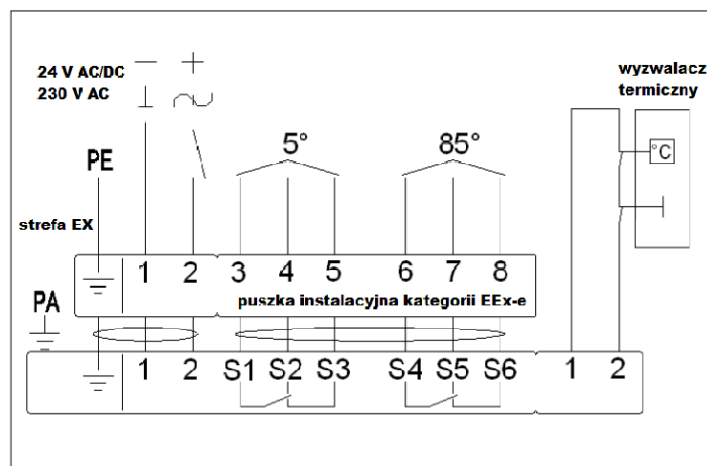 24 V AC/DC
230 V AC
wyzwalacz
termiczny
°C
5°
85°
PE
strefa EX
1 2 3 4 5 6 7 8
puszka instalacyjna kategorii EEx-e
PA
1 2 S1 S2 S3 S4 S5 S6 1 2